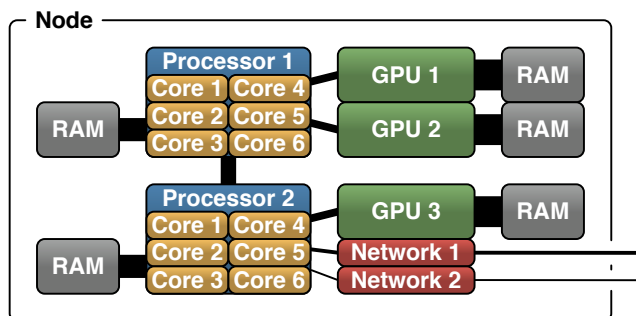 Node
Processor 1
GPU 1
RAM
Core 1 Core 4
Core 2 Core 5
GPU 2
RAM
RAM
Core 3 Core 6
Processor 2
GPU 3
RAM
Core 1 Core 4
Core 2 Core 5
Network 1
RAM
Core 3 Core 6
Network 2